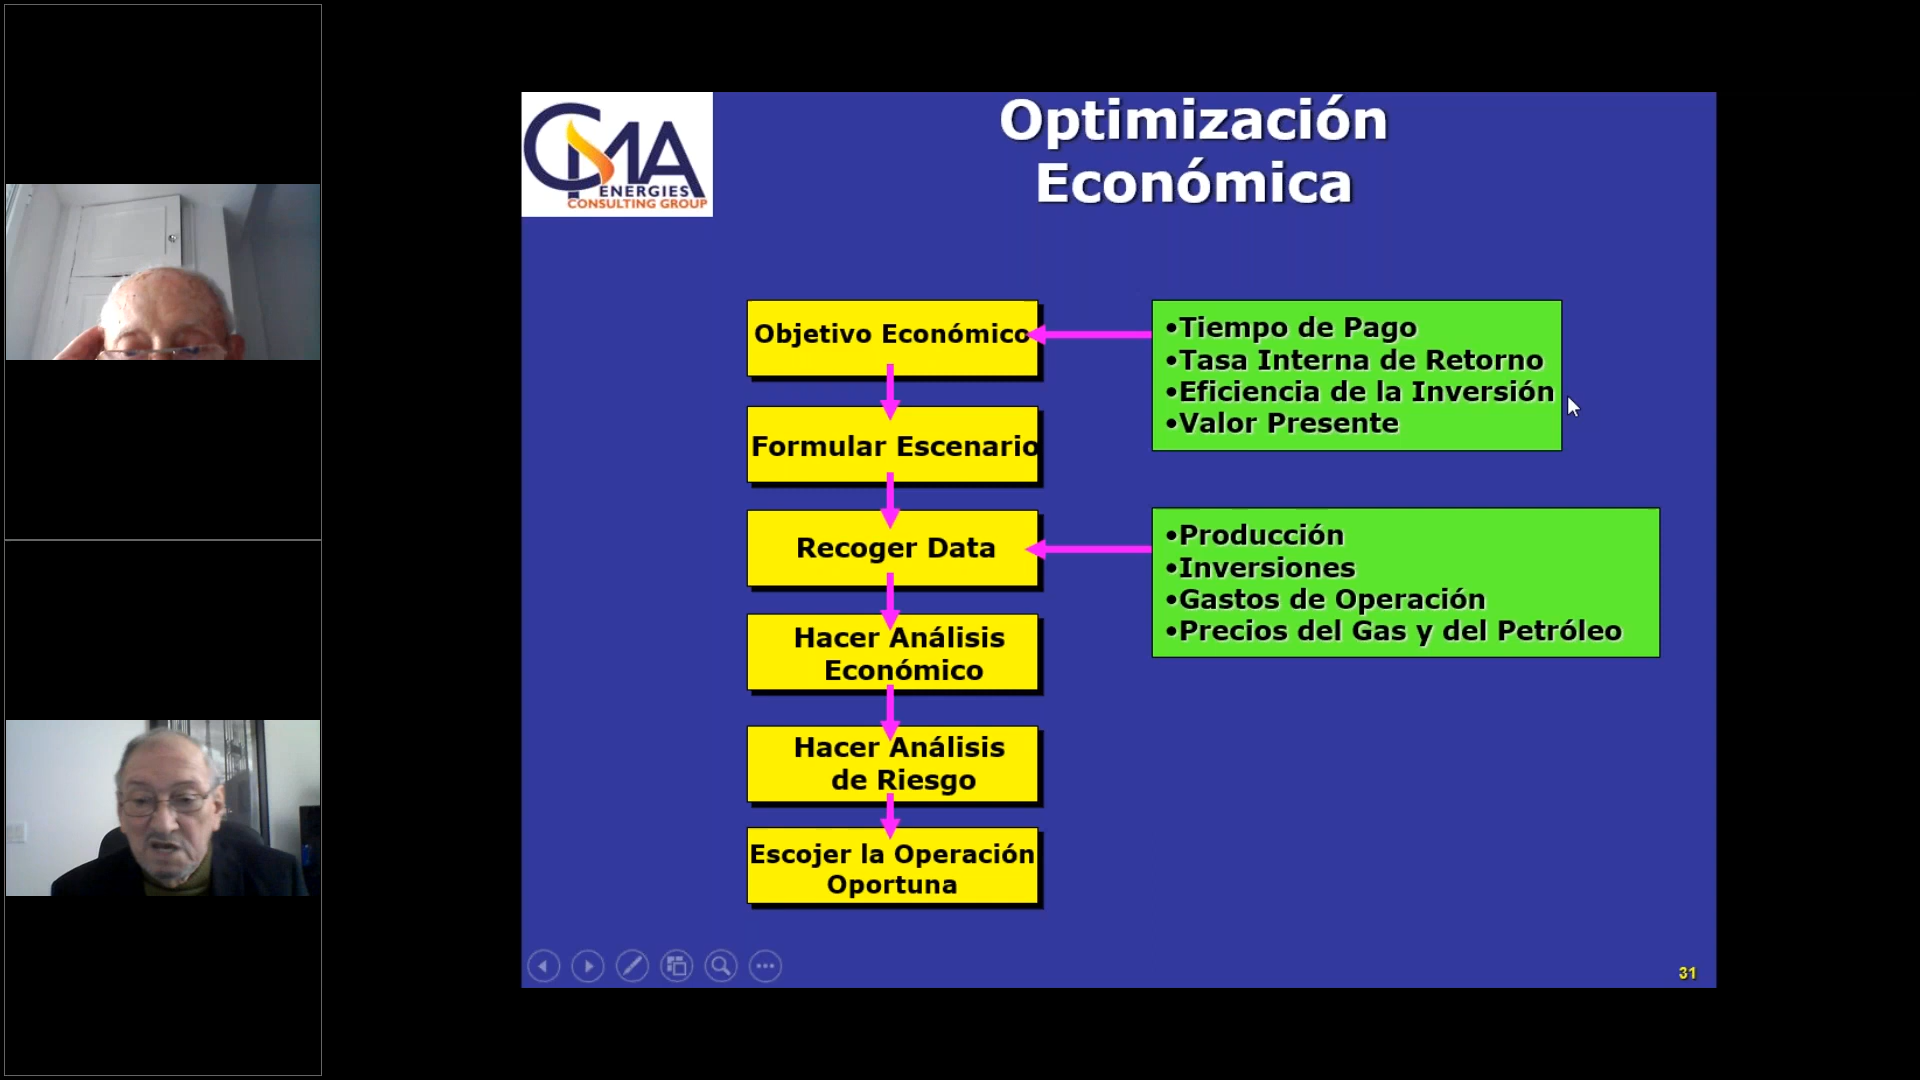 CMA
ENERGIES
CONSULTING GROUP
Optimización
Económica
Objetivo Económico
•Tiempo de Pago
•Tasa Interna de Retorno
•Eficiencia de la Inversión
•Valor Presente
Formular Escenario
Recoger Data
•Producción
•Inversiones
•Gastos de Operación
•Precios del Gas y del Petróleo
Hacer Análisis
Económico
Hacer Análisis
de Riesgo
Escojer la Operación
Oportuna
31